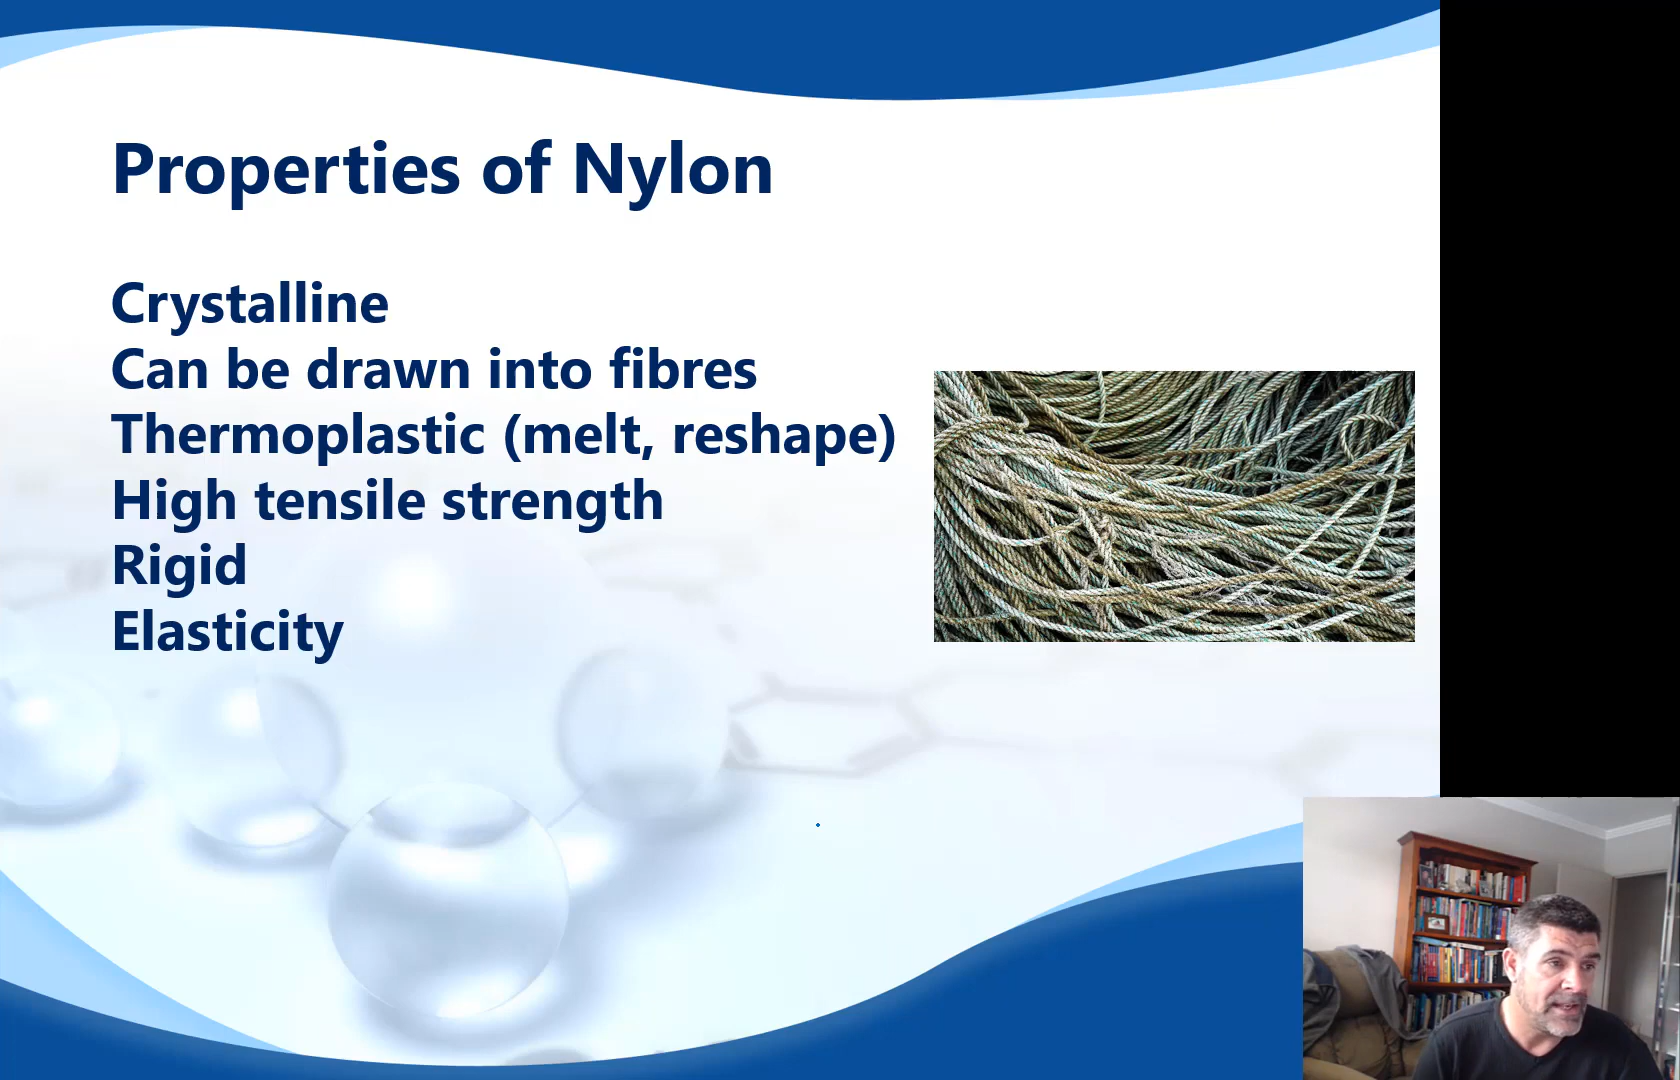 Properties of Nylon
Crystalline
Can be drawn into fibres
Thermoplastic (melt, reshape)
High tensile strength
Rigid
Elasticity